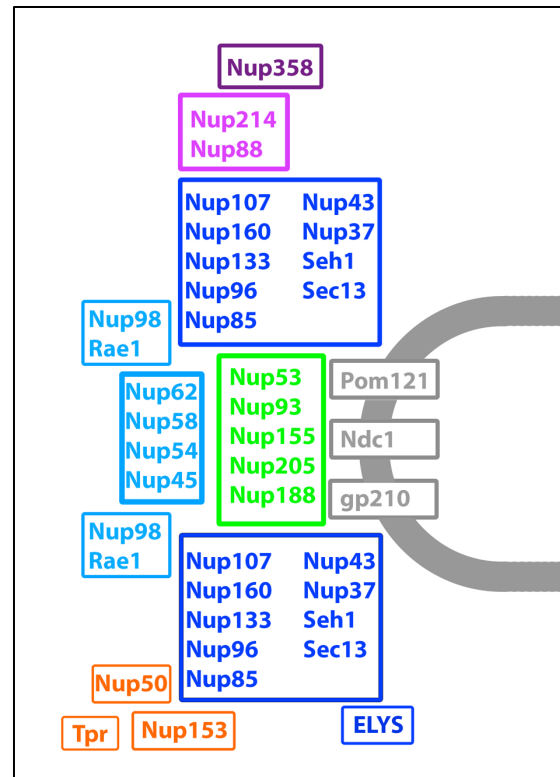 Nup358
Nup214
Nup88
Nup107 Nup43
Nup160 Nup37
Nup133 Seh1
Nup96 Sec13
Nup85
Nup98
Rae1
Nup62
Nup58
Nup54
Nup45
Nup53
Nup93
Nup155
Nup205
Nup188
Pom121
Ndc1
gp210
Nup98
Rae1
Nup107 Nup43
Nup160 Nup37
Nup133 Seh1
Nup96 Sec13
Nup85
Nup50
Tpr
Nup153
ELYS